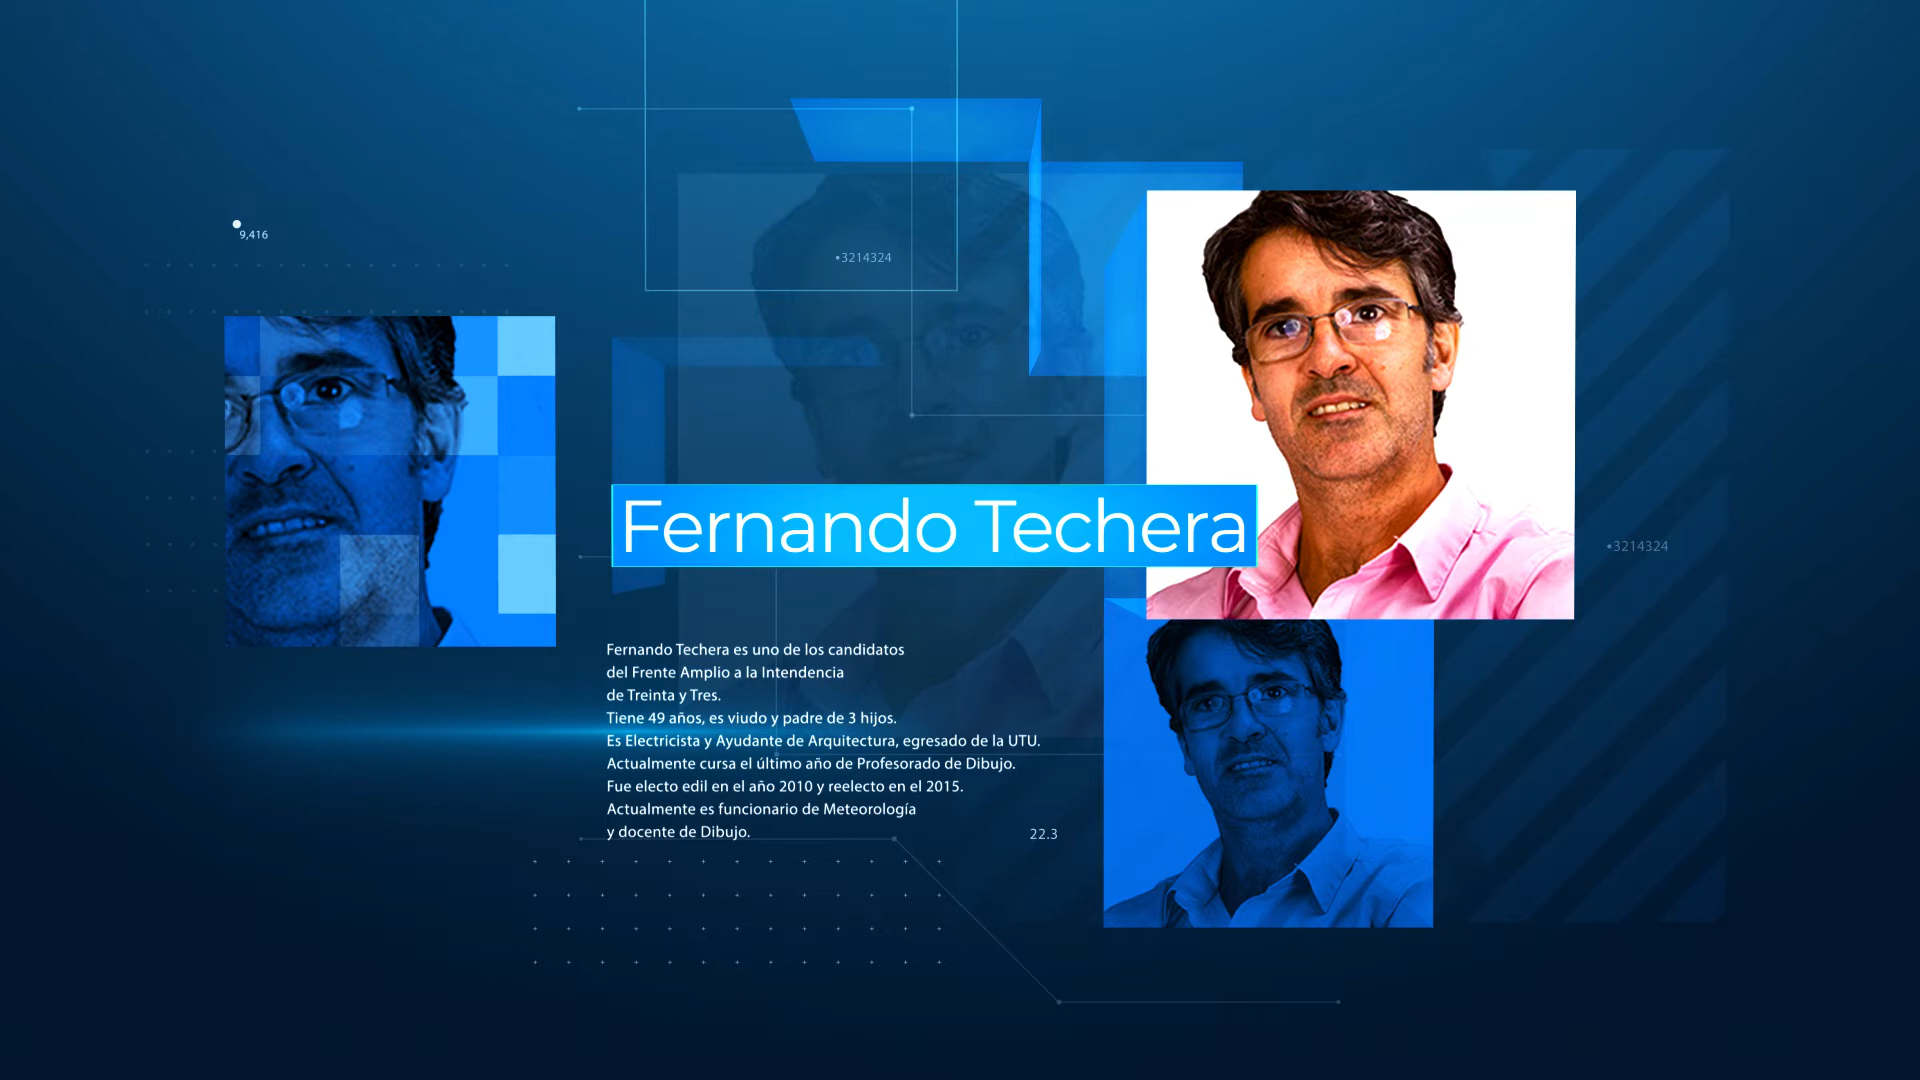 9,416
•3214324
Fernando Techera
•3214324
Fernando Techera es uno de los candidatos
del Frente Amplio a la Intendencia
de Treinta y Tres.
Tiene 49 años, es viudo y padre de 3 hijos.
Es Electricista y Ayudante de Arquitectura, egresado de la UTU.
Actualmente cursa el último año de Profesorado de Dibujo.
Fue electo edil en el año 2010 y reelecto en el 2015.
Actualmente es funcionario de Meteorología
y docente de Dibujo.
22.3